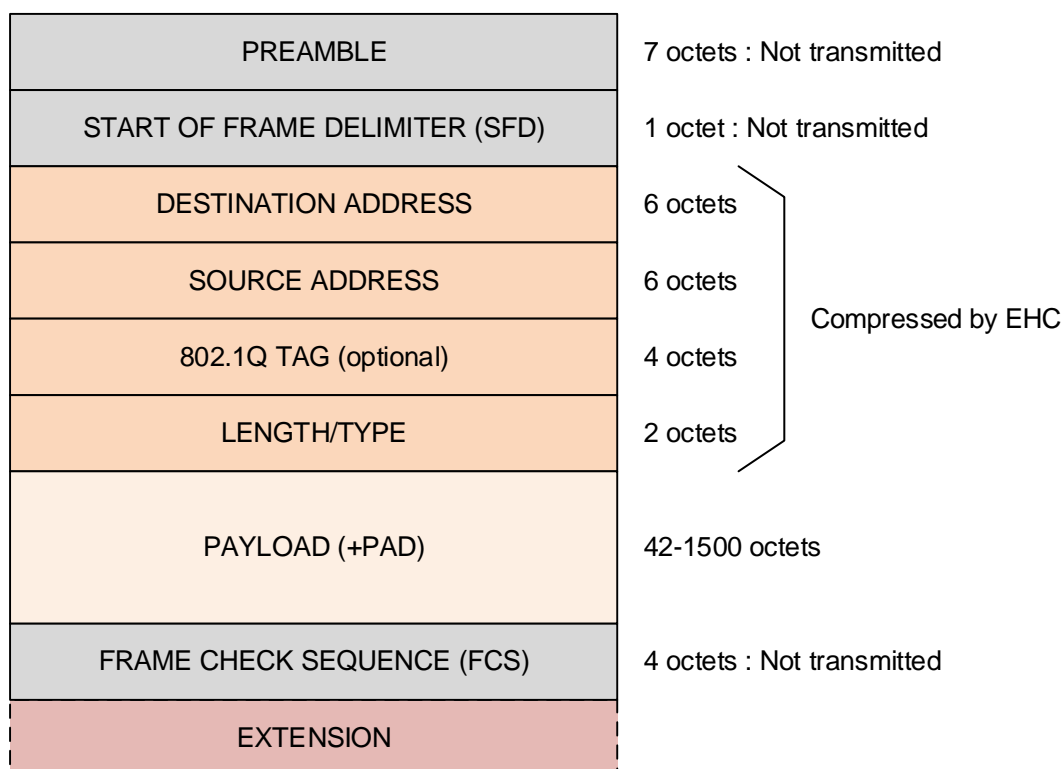 PREAMBLE 7 octets : Not transmitted
START OF FRAME DELIMITER (SFD) 1 octet : Not transmitted
DESTINATION ADDRESS 6 octets
SOURCE ADDRESS 6 octets
Compressed by EHC
802.1Q TAG (optional) 4 octets
LENGTH/TYPE 2 octets
PAYLOAD (+PAD) 42-1500 octets
FRAME CHECK SEQUENCE (FCS) 4 octets : Not transmitted
EXTENSION